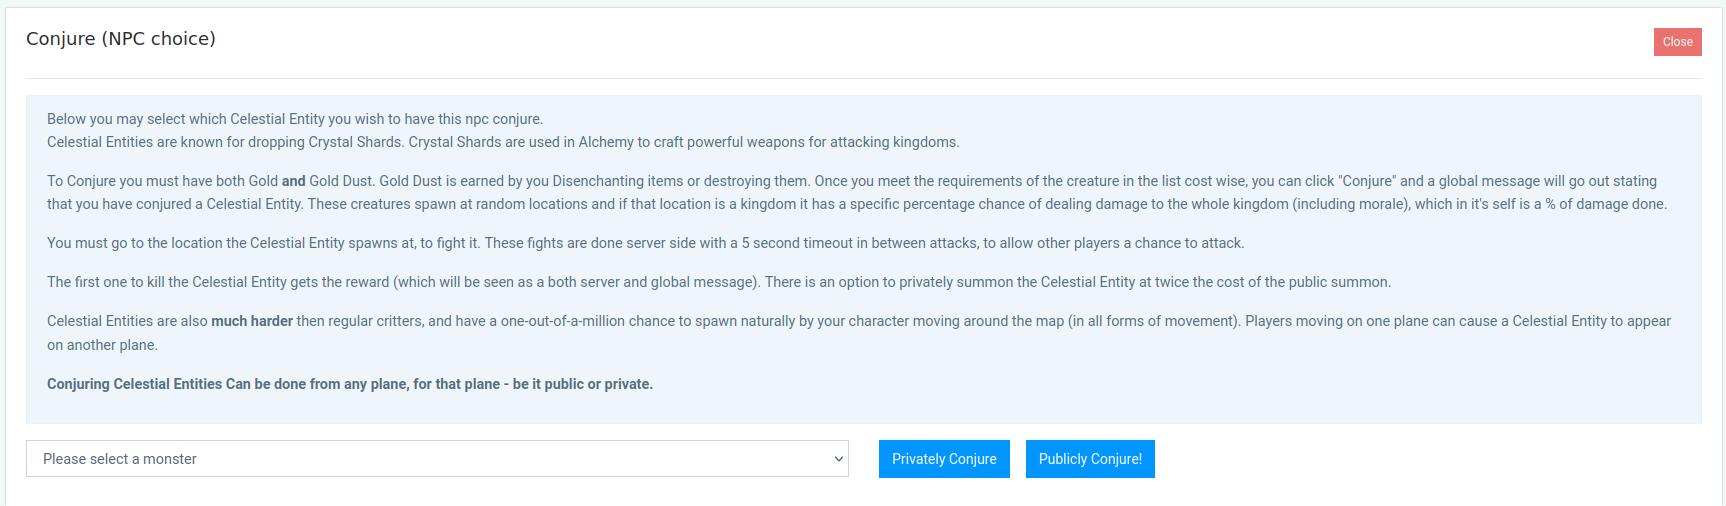 Conjure (NPC choice)
Close
Below you may select which Celestial Entity you wish to have this npc conjure.
Celestial Entities are known for dropping Crystal Shards. Crystal Shards are used in Alchemy to craft powerful weapons for attacking kingdoms.
To Conjure you must have both Gold and Gold Dust. Gold Dust is earned by you Disenchanting items or destroying them. Once you meet the requirements of the creature in the list cost wise, you can click "Conjure" and a global message will go out stating
that you have conjured a Celestial Entity. These creatures spawn at random locations and if that location is a kingdom it has a specific percentage chance of dealing damage to the whole kingdom (including morale), which in it's self is a % of damage done.
You must go to the location the Celestial Entity spawns at, to fight it. These fights are done server side with a 5 second timeout in between attacks, to allow other players a chance to attack.
The first one to kill the Celestial Entity gets the reward (which will be seen as a both server and global message). There is an option to privately summon the Celestial Entity at twice the cost of the public summon.
Celestial Entities are also much harder then regular critters, and have a one-out-of-a-million chance to spawn naturally by your character moving around the map (in all forms of movement). Players moving on one plane can cause a Celestial Entity to appear
on another plane.
Conjuring Celestial Entities Can be done from any plane, for that plane - be it public or private.
Please select a monster
Privately Conjure
Publicly Conjure!